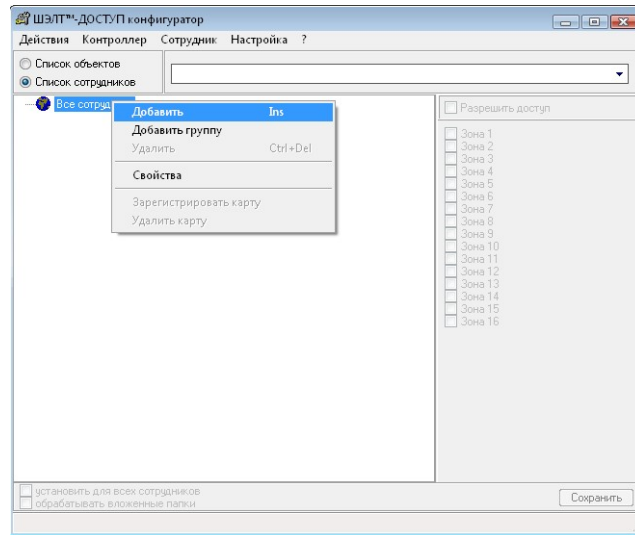 ШЭЛТ™-ДОСТУП конфигуратор
Действия Контроллер Сотрудник Настройка ?
Список объектов
Список сотрудников
Все сотруд
Добавить Ins
Добавить группу
Удалить Ctrl+Del
Свойства
Зарегистрировать карту
Удалить карту
Разрешить доступ
Зона 1
Зона 2
Зона 3
Зона 4
Зона 5
Зона 6
Зона 7
Зона 8
Зона 9
Зона 10
Зона 11
Зона 12
Зона 13
Зона 14
Зона 15
Зона 16
установить для всех сотрудников
обрабатывать вложенные папки
Сохранить